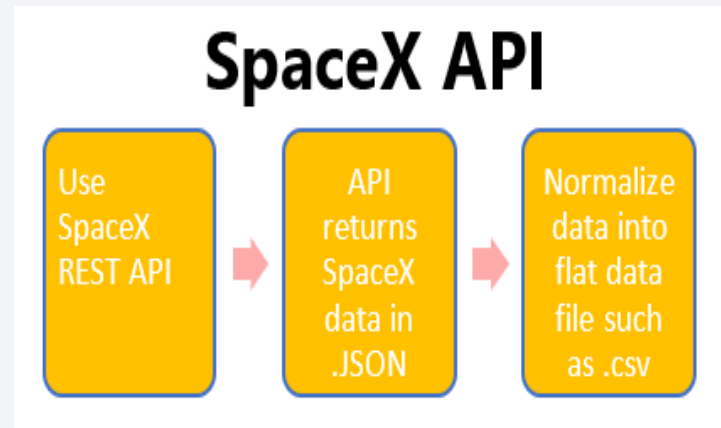 SpaceX API
Use
SpaceX
REST API
API
returns
SpaceX
data in
.JSON
Normalize
data into
flat data
file such
as .csv